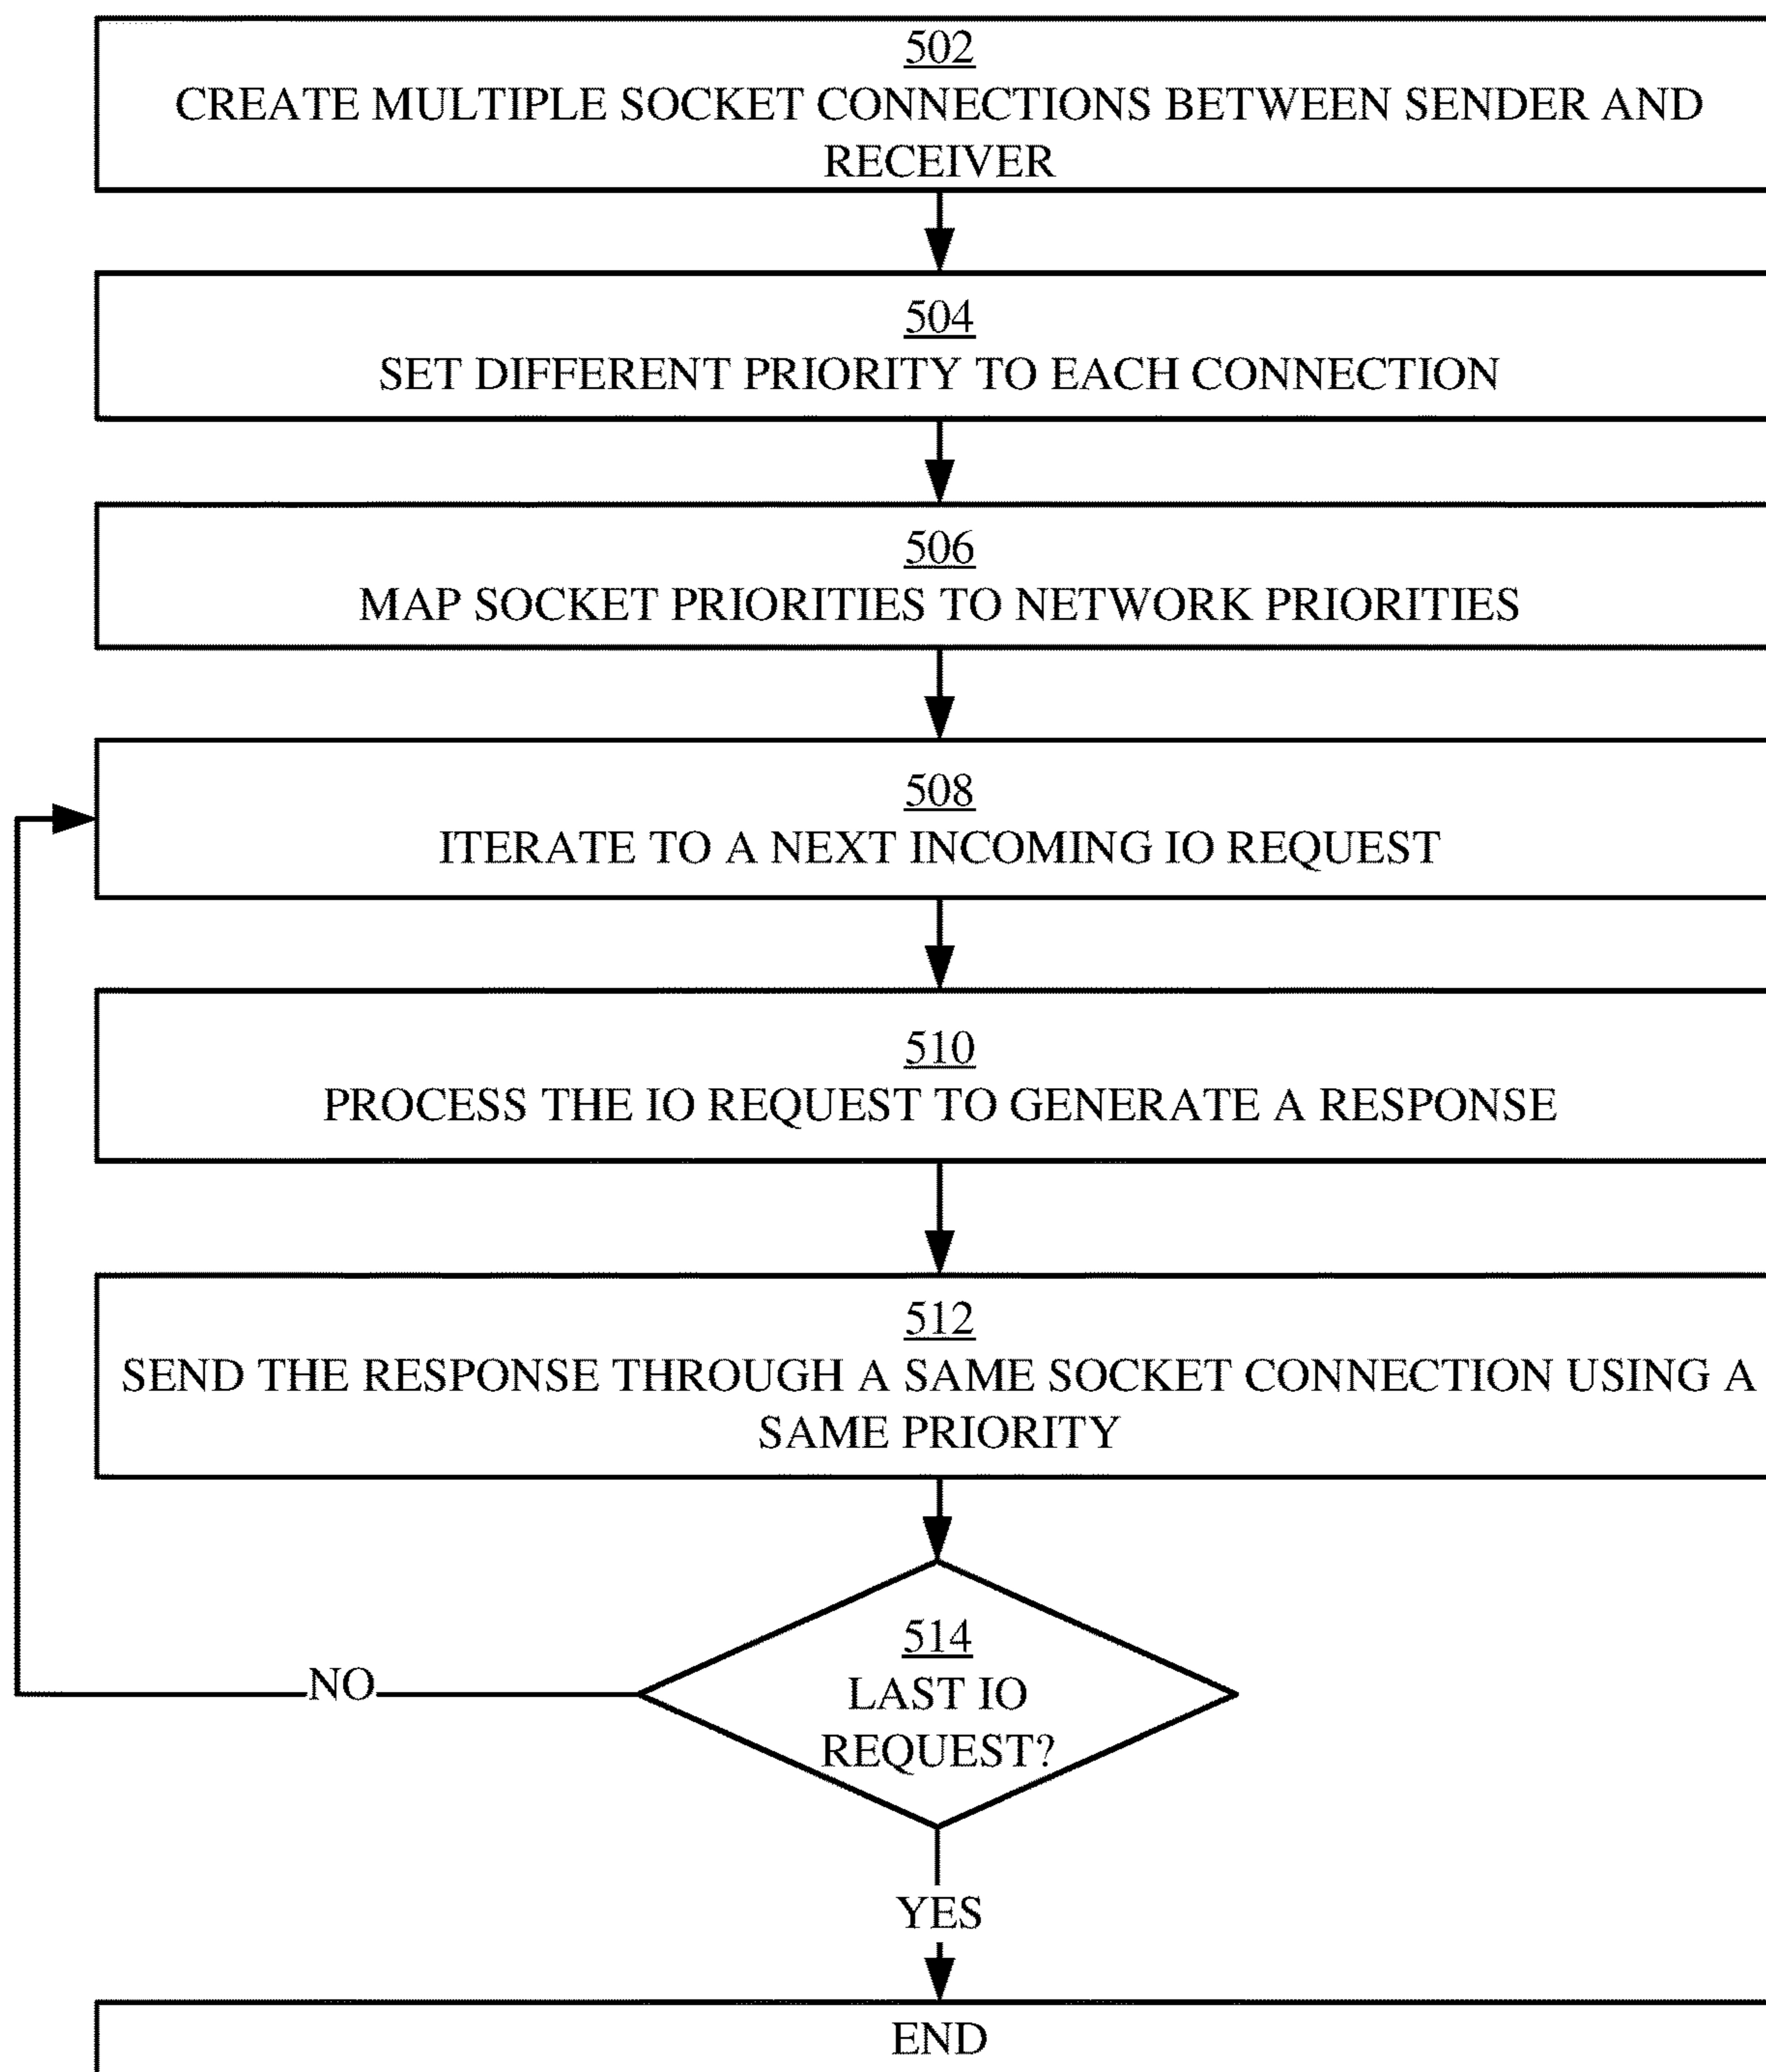 502
CREATE MULTIPLE SOCKET CONNECTIONS BETWEEN SENDER AND
RECEIVER
504
SET DIFFERENT PRIORITY TO EACH CONNECTION
506
MAP SOCKET PRIORITIES TO NETWORK PRIORITIES
508
ITERATE TO A NEXT INCOMING IO REQUEST
510
PROCESS THE IO REQUEST TO GENERATE A RESPONSE
512
SEND THE RESPONSE THROUGH A SAME SOCKET CONNECTION USING A
SAME PRIORITY
514
LAST IO
REQUEST?
NO
YES
END